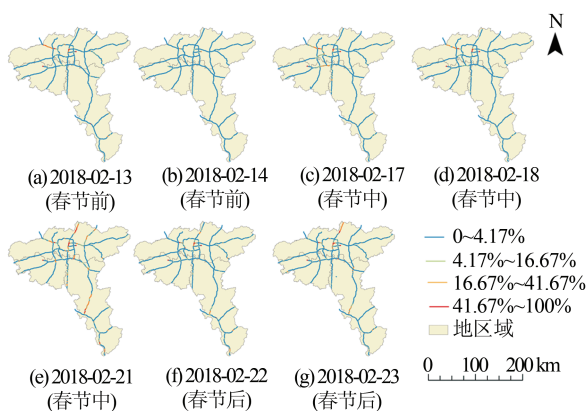 N
(a) 2018-02-13
(春节前)
(b) 2018-02-14
(春节前)
(c) 2018-02-17
(春节中)
(d) 2018-02-18
(春节中)
(e) 2018-02-21
(春节中)
(f) 2018-02-22
(春节后)
(g) 2018-02-23
(春节后)
0~4.17%
4.17%~16.67%
16.67%~41.67%
41.67%~100%
地区域
0 100 200 km